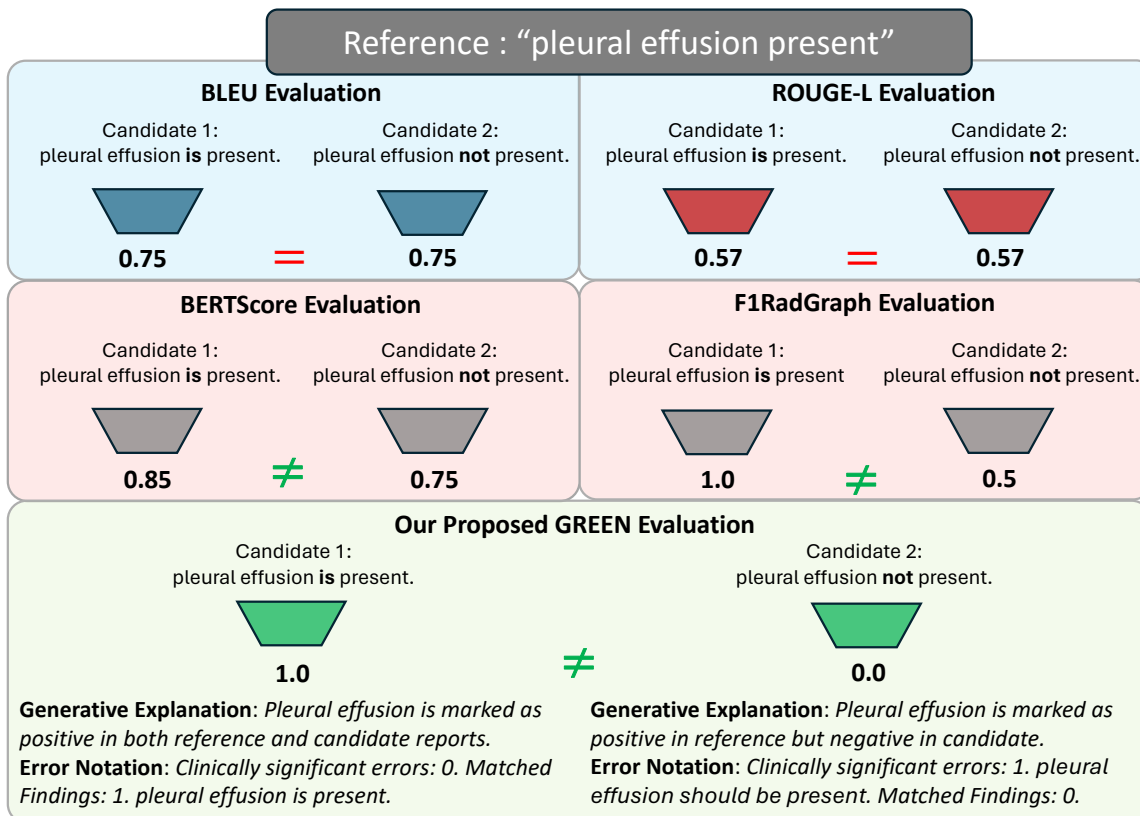 Reference : “pleural effusion present”
BLEU Evaluation
Candidate 1:
pleural effusion is present.
Candidate 2:
pleural effusion not present.
0.75
=
0.75
ROUGE-L Evaluation
Candidate 1:
pleural effusion is present.
Candidate 2:
pleural effusion not present.
0.57
=
0.57
BERTScore Evaluation
Candidate 1:
pleural effusion is present.
Candidate 2:
pleural effusion not present.
0.85
≠
0.75
F1RadGraph Evaluation
Candidate 1:
pleural effusion is present
Candidate 2:
pleural effusion not present.
1.0
≠
0.5
Our Proposed GREEN Evaluation
Candidate 1:
pleural effusion is present.
1.0
≠
Candidate 2:
pleural effusion not present.
0.0
Generative Explanation: Pleural effusion is marked as
positive in both reference and candidate reports.
Error Notation: Clinically significant errors: 0. Matched
Findings: 1. pleural effusion is present.
Generative Explanation: Pleural effusion is marked as
positive in reference but negative in candidate.
Error Notation: Clinically significant errors: 1. pleural
effusion should be present. Matched Findings: 0.